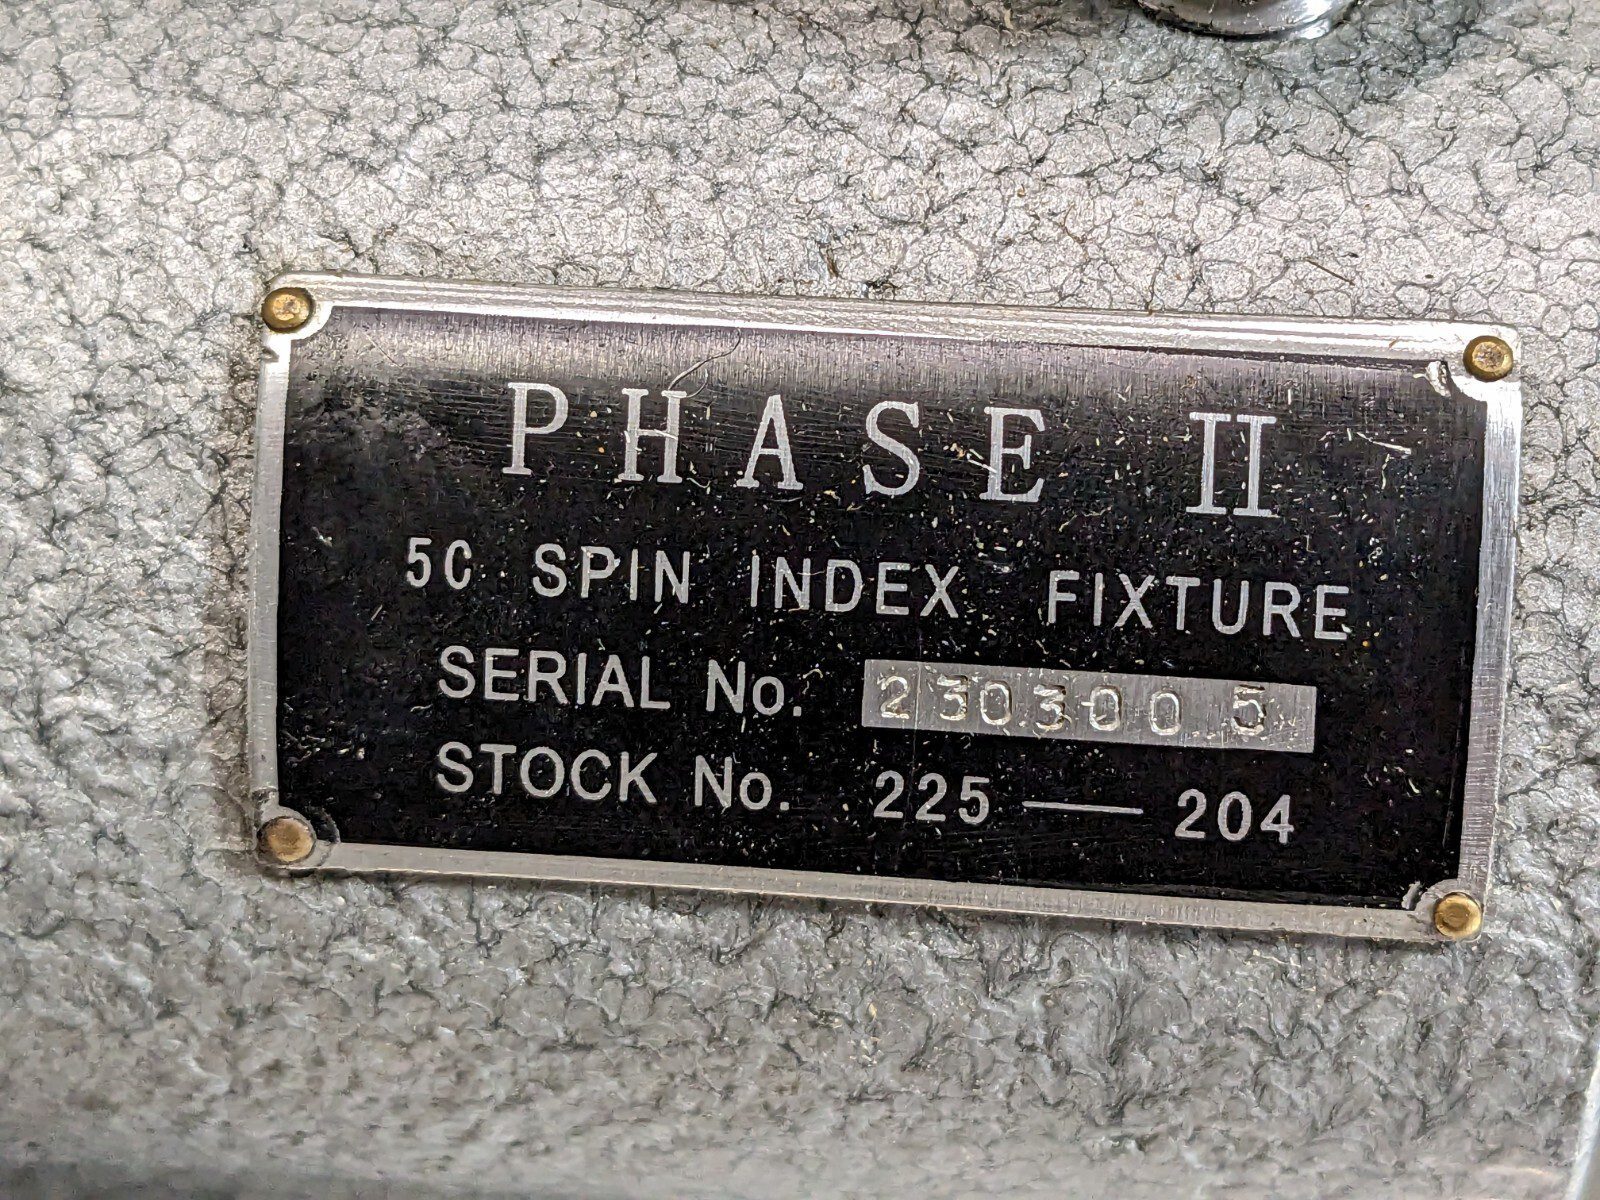 PHASE II
5C SPIN INDEX FIXTURE
SERIAL No. 2303005
STOCK No. 225—204